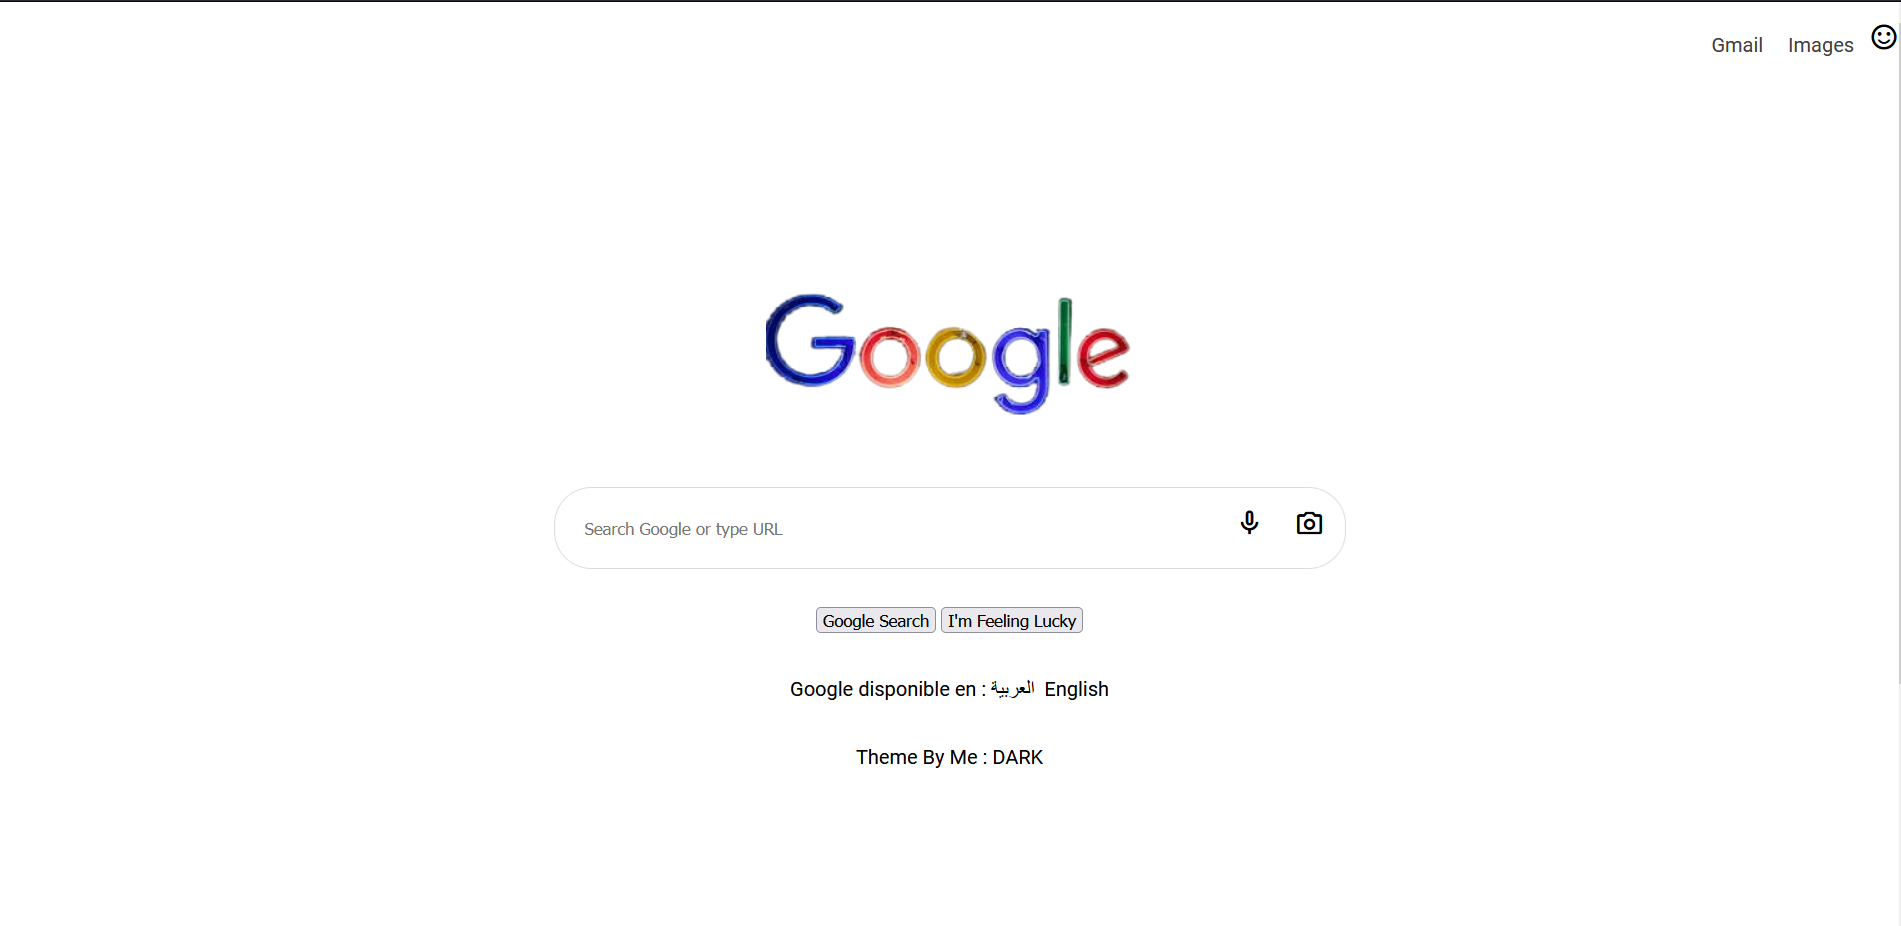 Gmail Images
Google
Search Google or type URL
Google Search I'm Feeling Lucky
Google disponible en : العربية English
Theme By Me : DARK